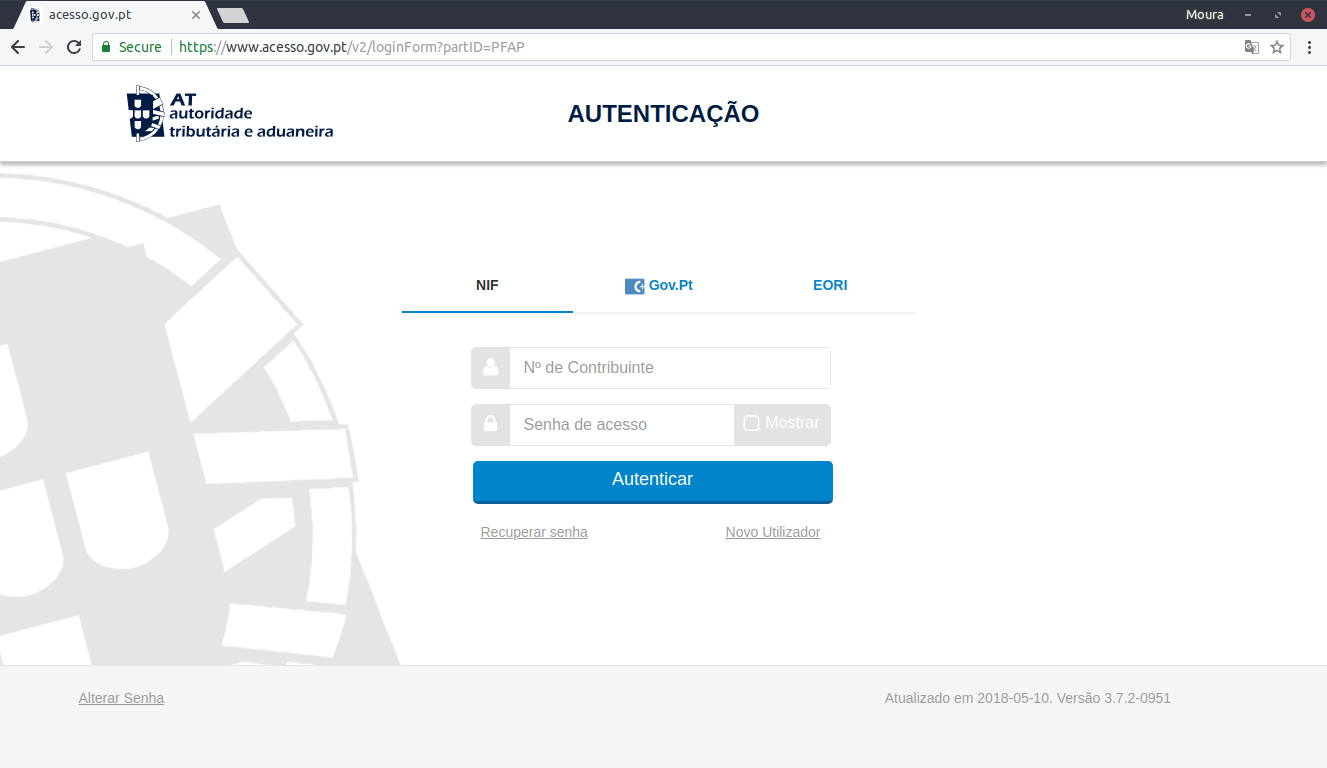 acesso.gov.pt
Moura
Secure
https://www.acesso.gov.pt/v2/loginForm?partID=PFAP
AT
autoridade
tributária e aduaneira
AUTENTICAÇÃO
NIF
Gov.Pt
EORI
Nº de Contribuinte
Senha de acesso
Mostrar
Autenticar
Recuperar senha
Novo Utilizador
Alterar Senha
Atualizado em 2018-05-10. Versão 3.7.2-0951